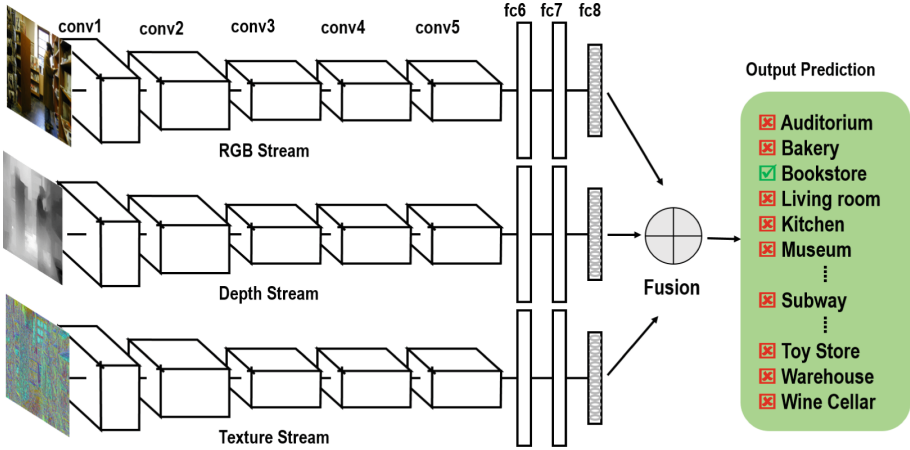 conv1
conv2
conv3
conv4
conv5
fc6
fc7
fc8
RGB Stream
Depth Stream
Texture Stream
Fusion
Output Prediction
Auditorium
Bakery
Bookstore
Living room
Kitchen
Museum
Subway
Toy Store
Warehouse
Wine Cellar